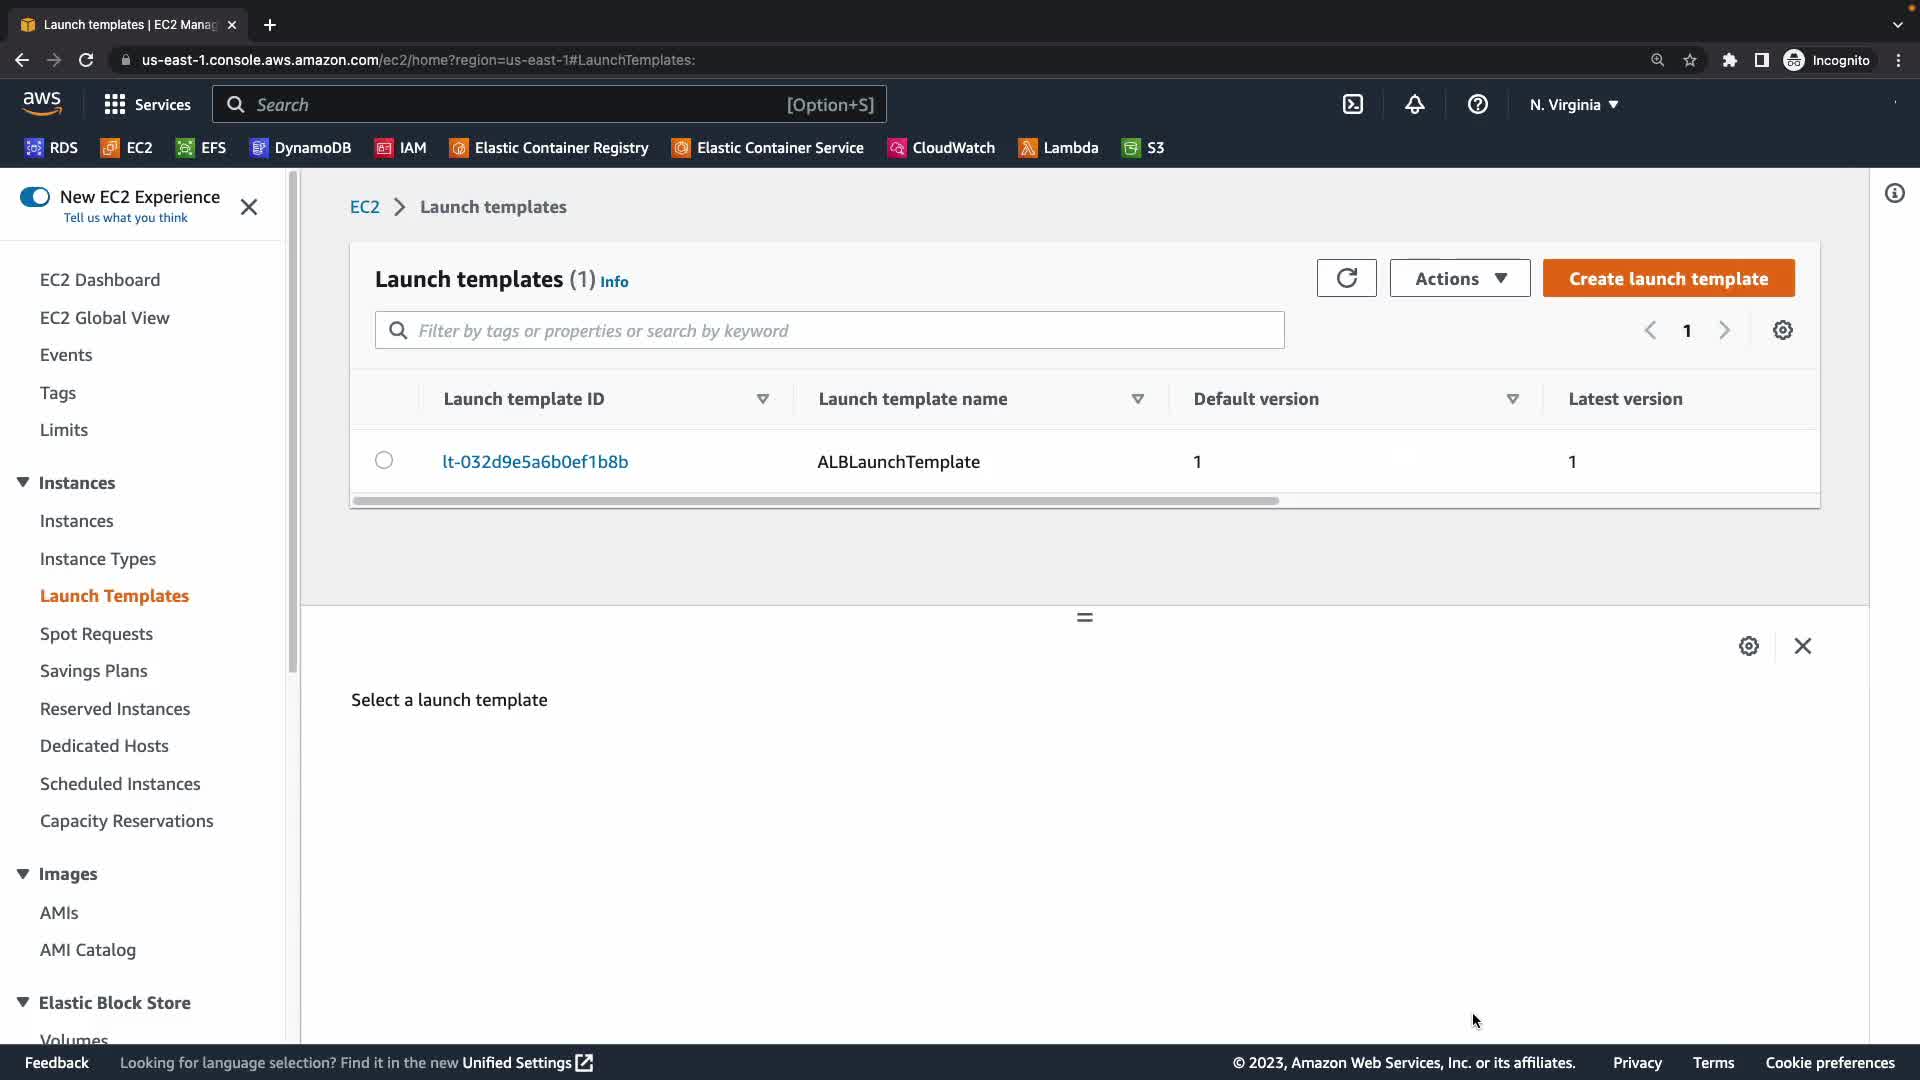 Launch templates | EC2 Manag
us-east-1.console.aws.amazon.com/ec2/home?region=us-east-1#LaunchTemplates:
Incognito
aws
Services
Search
[Option+S]
N. Virginia
RDS
EC2
EFS
DynamoDB
IAM
Elastic Container Registry
Elastic Container Service
CloudWatch
Lambda
S3
New EC2 Experience
Tell us what you think
EC2 Dashboard
EC2 Global View
Events
Tags
Limits
Instances
Instances
Instance Types
Launch Templates
Spot Requests
Savings Plans
Reserved Instances
Dedicated Hosts
Scheduled Instances
Capacity Reservations
Images
AMIs
AMI Catalog
Elastic Block Store
Volumes
EC2 > Launch templates
Launch templates (1) Info
Actions
Create launch template
Filter by tags or properties or search by keyword
1
Launch template ID
Launch template name
Default version
Latest version
lt-032d9e5a6b0ef1b8b
ALBLaunchTemplate
1
1
Select a launch template
Feedback
Looking for language selection? Find it in the new Unified Settings
© 2023, Amazon Web Services, Inc. or its affiliates.
Privacy
Terms
Cookie preferences